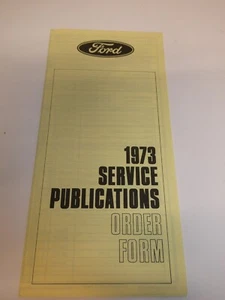 Ford
1973
SERVICE
PUBLICATIONS
ORDER
FORM